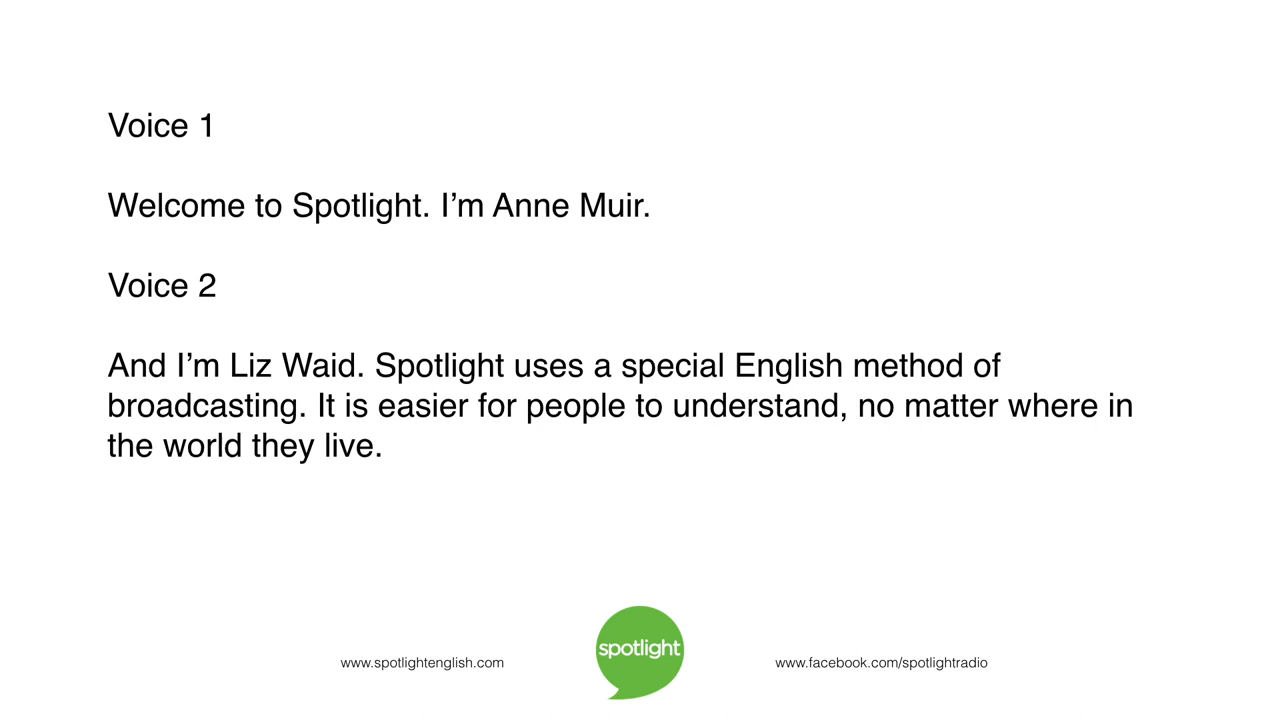 Voice 1
Welcome to Spotlight. I’m Anne Muir.
Voice 2
And I’m Liz Waid. Spotlight uses a special English method of
broadcasting. It is easier for people to understand, no matter where in
the world they live.
www.spotlightenglish.com
spotlight
www.facebook.com/spotlightradio